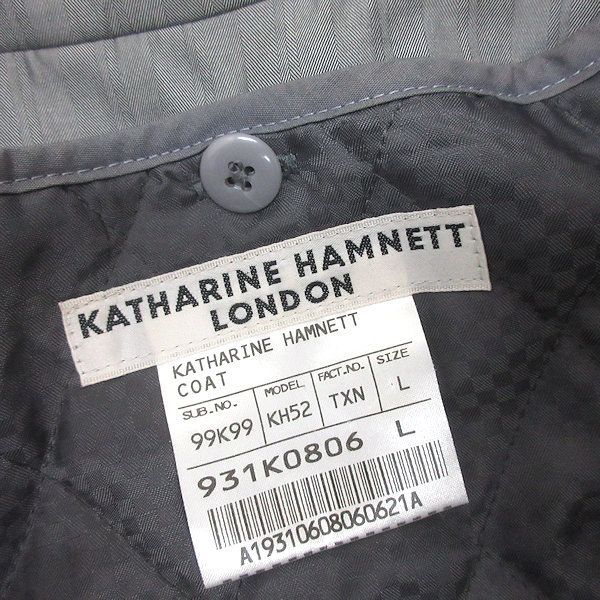 KATHARINE HAMNETT
LONDON
KATHARINE HAMNETT
COAT
SUB.NO. MODEL FACT.NO. SIZE
99K99 KH52 TXN L
931K0806 L
A19310608060621A